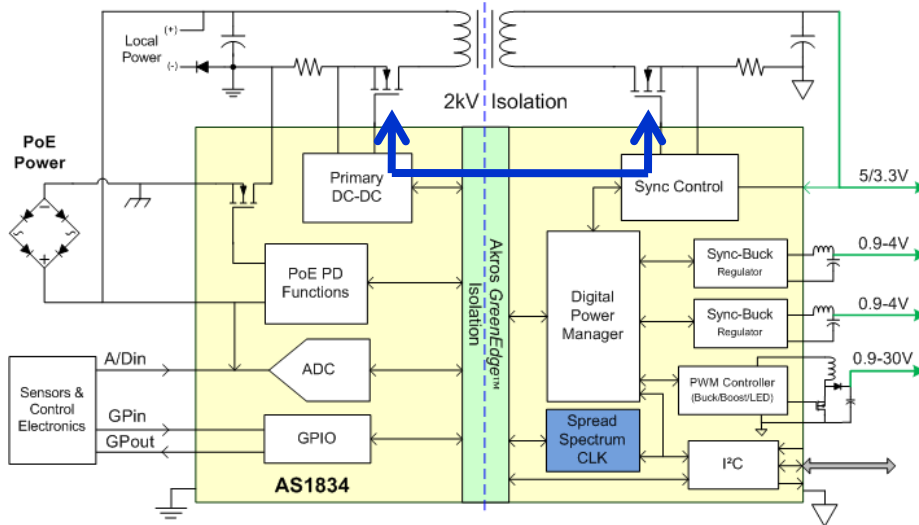 Local
Power
(+)
(-)
2kV Isolation
PoE
Power
Primary
DC-DC
Sync Control
5/3.3V
Akros GreenEdge™
Isolation
PoE PD
Functions
Digital
Power
Manager
Sync-Buck
Regulator
0.9-4V
Sync-Buck
Regulator
0.9-4V
PWM Controller
(Buck/Boost/LED)
0.9-30V
Sensors &
Control
Electronics
A/Din
ADC
GPin
GPout
GPIO
Spread
Spectrum
CLK
I²C
AS1834